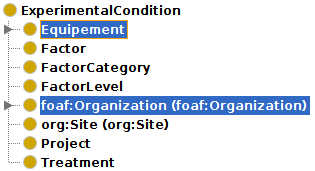 ExperimentalCondition
Equipement
Factor
FactorCategory
FactorLevel
foaf:Organization (foaf:Organization)
org:Site (org:Site)
Project
Treatment